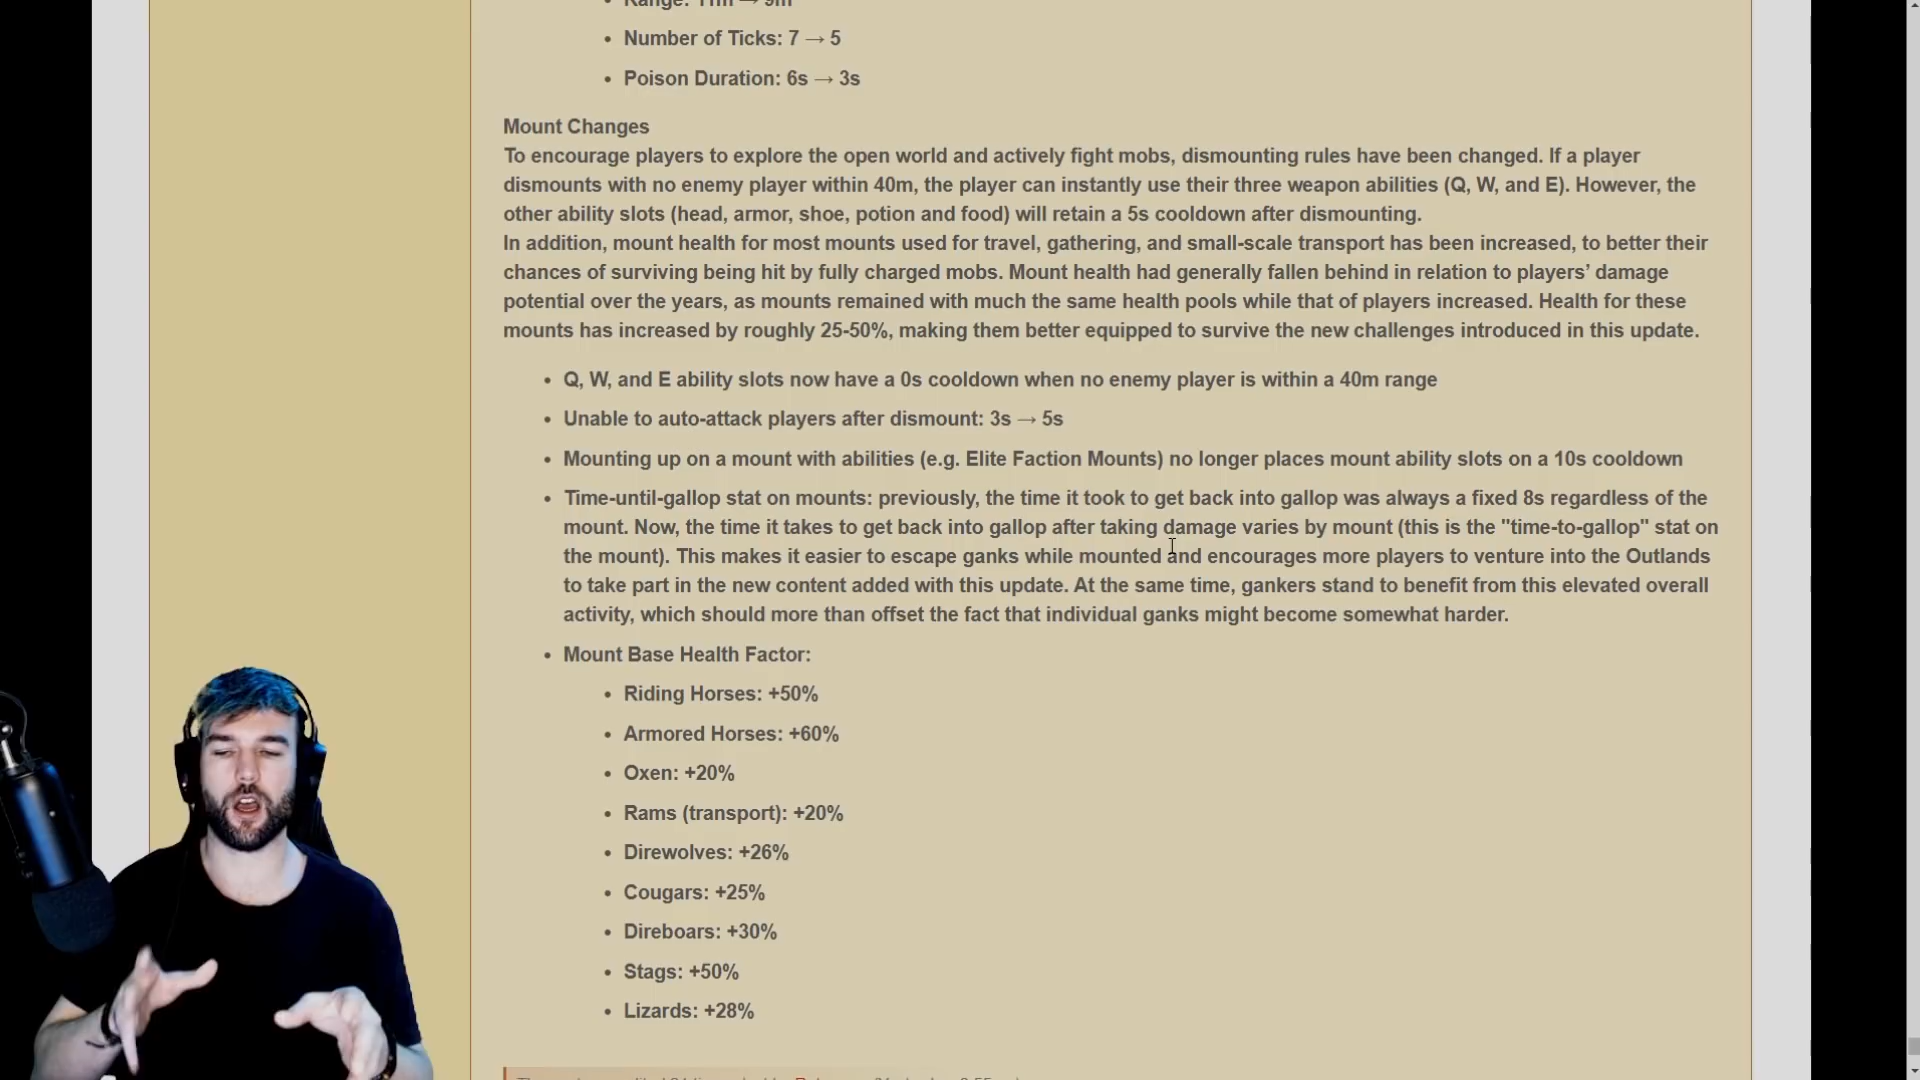 Range: 11m → 9m
Number of Ticks: 7 → 5
Poison Duration: 6s → 3s
Mount Changes
To encourage players to explore the open world and actively fight mobs, dismounting rules have been changed. If a player
dismounts with no enemy player within 40m, the player can instantly use their three weapon abilities (Q, W, and E). However, the
other ability slots (head, armor, shoe, potion and food) will retain a 5s cooldown after dismounting.
In addition, mount health for most mounts used for travel, gathering, and small-scale transport has been increased, to better their
chances of surviving being hit by fully charged mobs. Mount health had generally fallen behind in relation to players’ damage
potential over the years, as mounts remained with much the same health pools while that of players increased. Health for these
mounts has increased by roughly 25-50%, making them better equipped to survive the new challenges introduced in this update.
Q, W, and E ability slots now have a 0s cooldown when no enemy player is within a 40m range
Unable to auto-attack players after dismount: 3s → 5s
Mounting up on a mount with abilities (e.g. Elite Faction Mounts) no longer places mount ability slots on a 10s cooldown
Time-until-gallop stat on mounts: previously, the time it took to get back into gallop was always a fixed 8s regardless of the
mount. Now, the time it takes to get back into gallop after taking damage varies by mount (this is the "time-to-gallop" stat on
the mount). This makes it easier to escape ganks while mounted and encourages more players to venture into the Outlands
to take part in the new content added with this update. At the same time, gankers stand to benefit from this elevated overall
activity, which should more than offset the fact that individual ganks might become somewhat harder.
Mount Base Health Factor:
Riding Horses: +50%
Armored Horses: +60%
Oxen: +20%
Rams (transport): +20%
Direwolves: +26%
Cougars: +25%
Direboars: +30%
Stags: +50%
Lizards: +28%